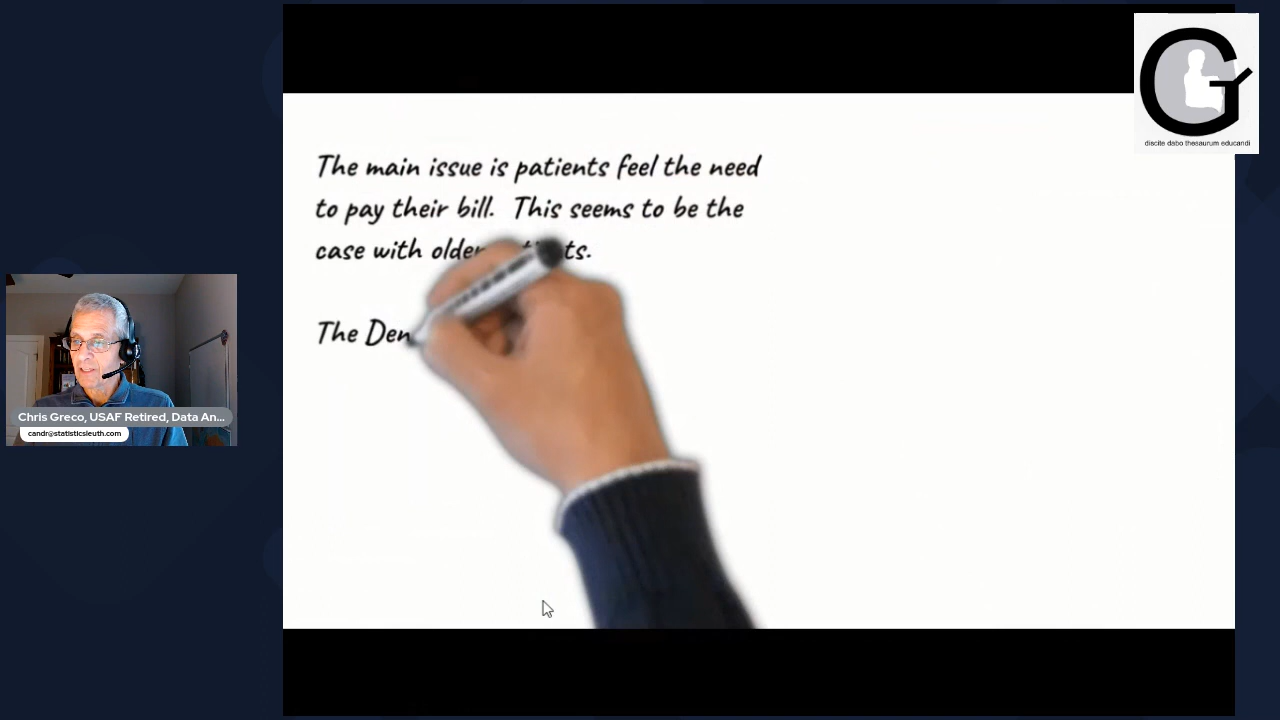 discite dabo thesaurum educandi
The main issue is patients feel the need
to pay their bill. This seems to be the
case with older ts.
The Den
Chris Greco, USAF Retired, Data An...
candr@statisticsleuth.com